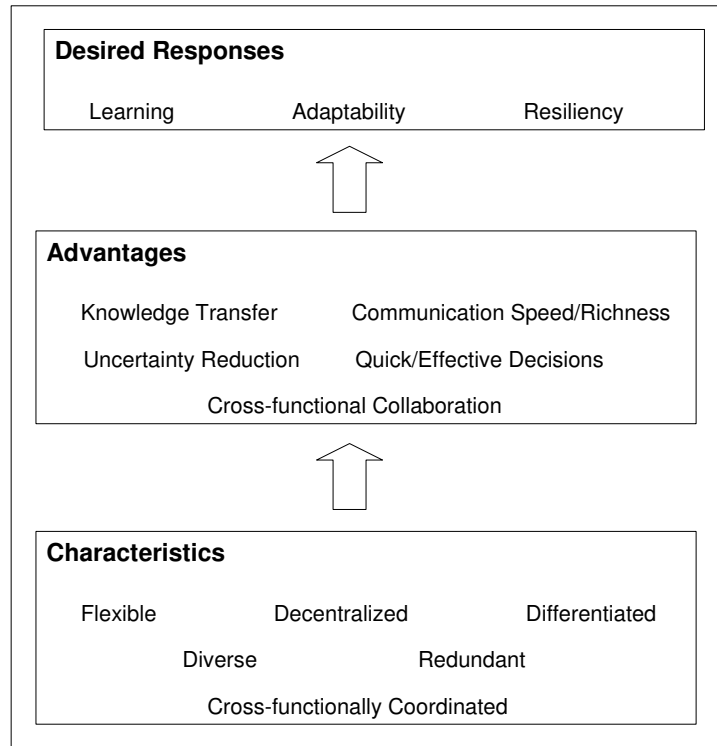 Desired Responses
Learning Adaptability Resiliency
Advantages
Knowledge Transfer Communication Speed/Richness
Uncertainty Reduction Quick/Effective Decisions
Cross-functional Collaboration
Characteristics
Flexible Decentralized Differentiated
Diverse Redundant
Cross-functionally Coordinated